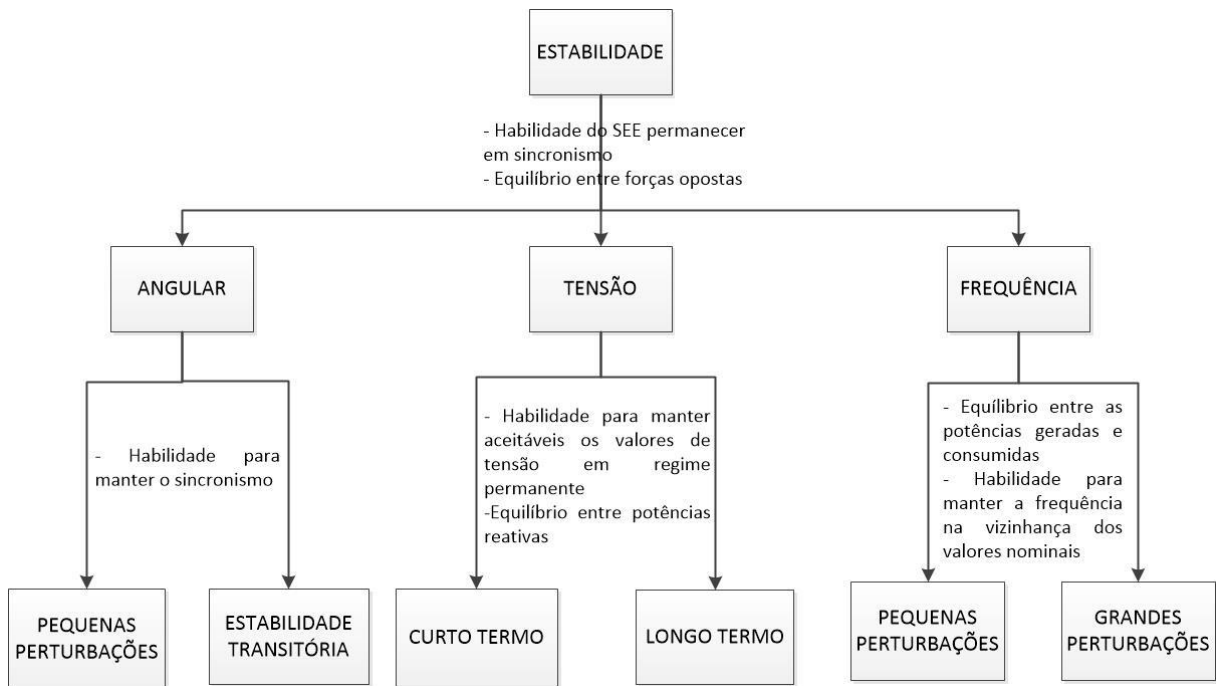 ESTABILIDADE
- Habilidade do SEE permanecer
em sincronismo
- Equilíbrio entre forças opostas
ANGULAR
TENSÃO
FREQUÊNCIA
- Habilidade para
manter o sincronismo
- Habilidade para manter
aceitáveis os valores de
tensão em regime
permanente
-Equilíbrio entre potências
reativas
- Equílibrio entre as
potências geradas e
consumidas
- Habilidade para
manter a frequência
na vizinhança dos
valores nominais
PEQUENAS
PERTURBAÇÕES
ESTABILIDADE
TRANSITÓRIA
CURTO TERMO
LONGO TERMO
PEQUENAS
PERTURBAÇÕES
GRANDES
PERTURBAÇÕES